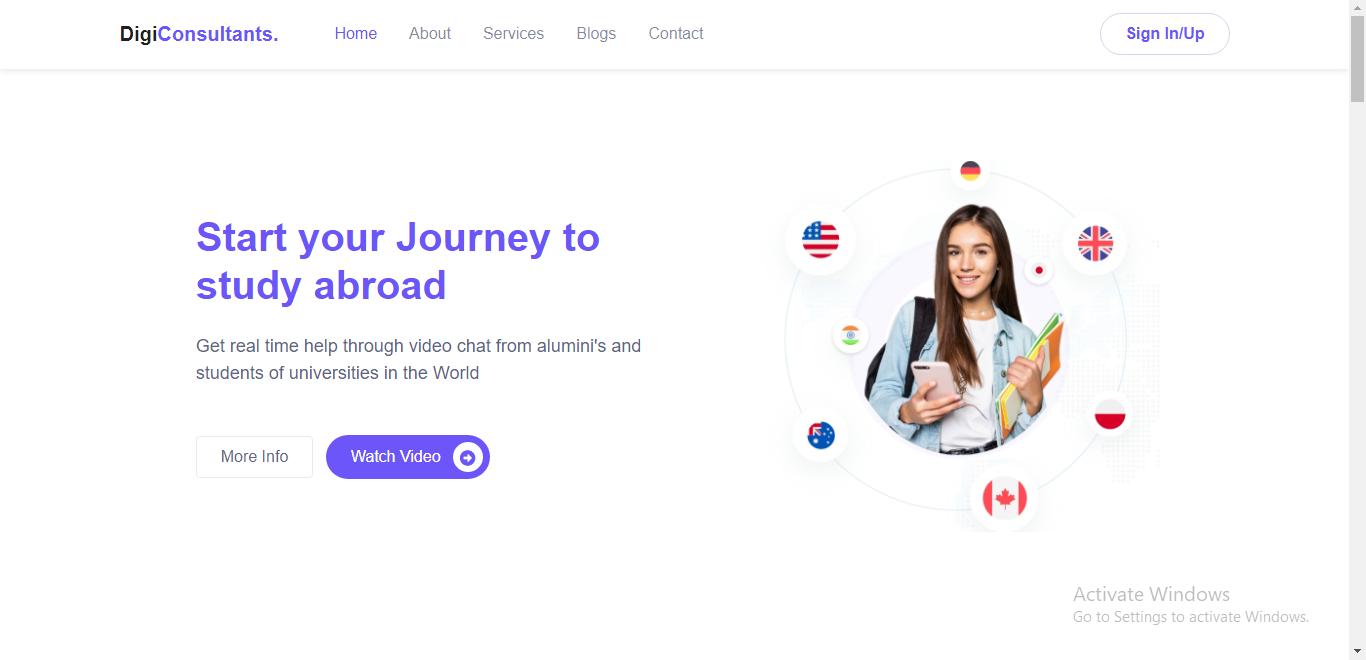 DigiConsultants.
Home
About
Services
Blogs
Contact
Sign In/Up
Start your Journey to
study abroad
Get real time help through video chat from alumini's and
students of universities in the World
More Info
Watch Video
Activate Windows
Go to Settings to activate Windows.